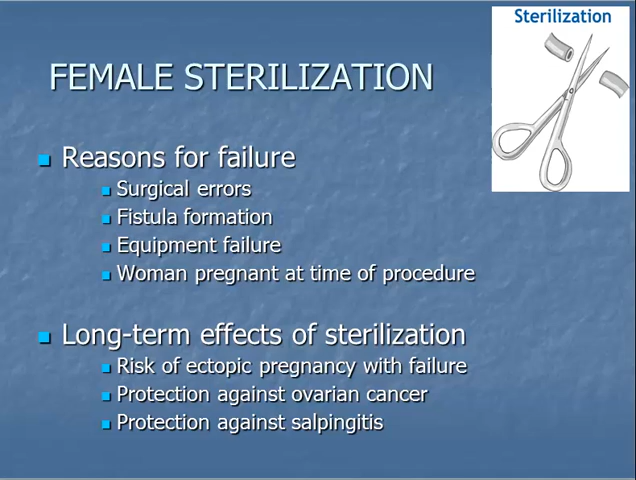 Sterilization
FEMALE STERILIZATION
Reasons for failure
Surgical errors
Fistula formation
Equipment failure
Woman pregnant at time of procedure
Long-term effects of sterilization
Risk of ectopic pregnancy with failure
Protection against ovarian cancer
Protection against salpingitis